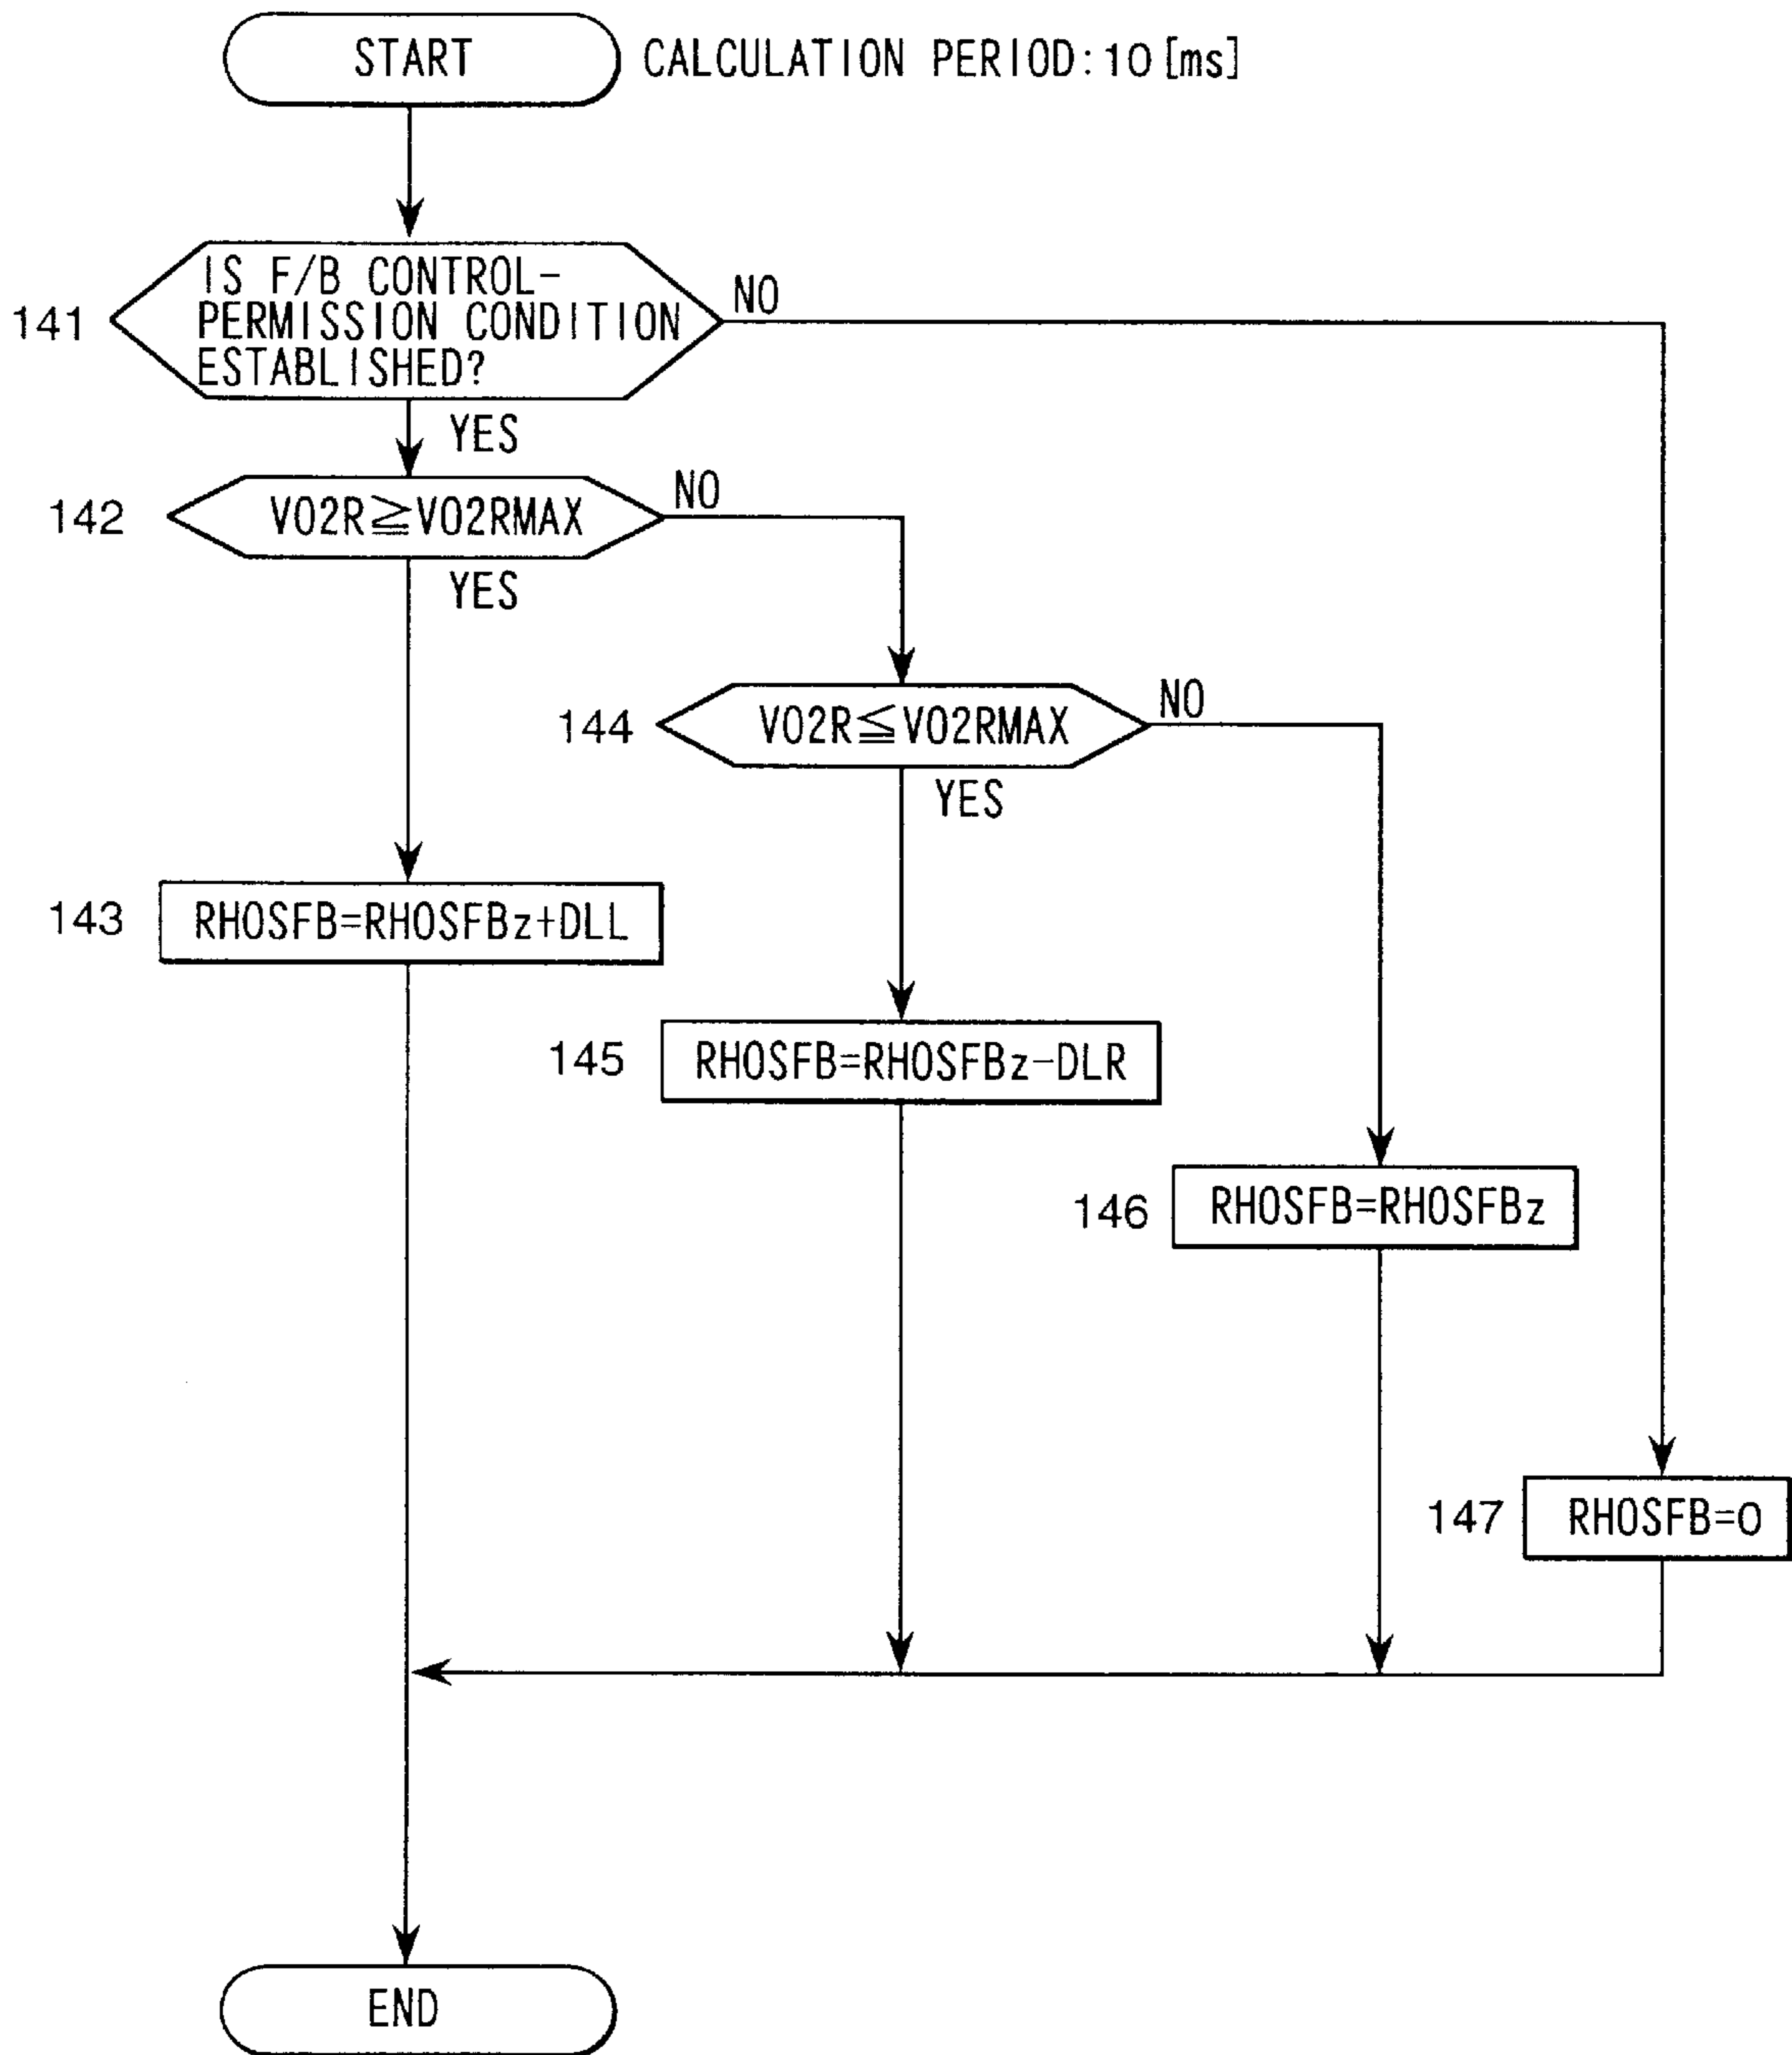 START
CALCULATION PERIOD:10[ms]
141
IS F/B CONTROL-
PERMISSION CONDITION
ESTABLISHED?
NO
YES
142
VO2R≧VO2RMAX
NO
YES
144
VO2R≦VO2RMAX
NO
YES
143
RHOSFB=RHOSFBz+DLL
145
RHOSFB=RHOSFBz-DLR
146
RHOSFB=RHOSFBz
147
RHOSFB=0
END